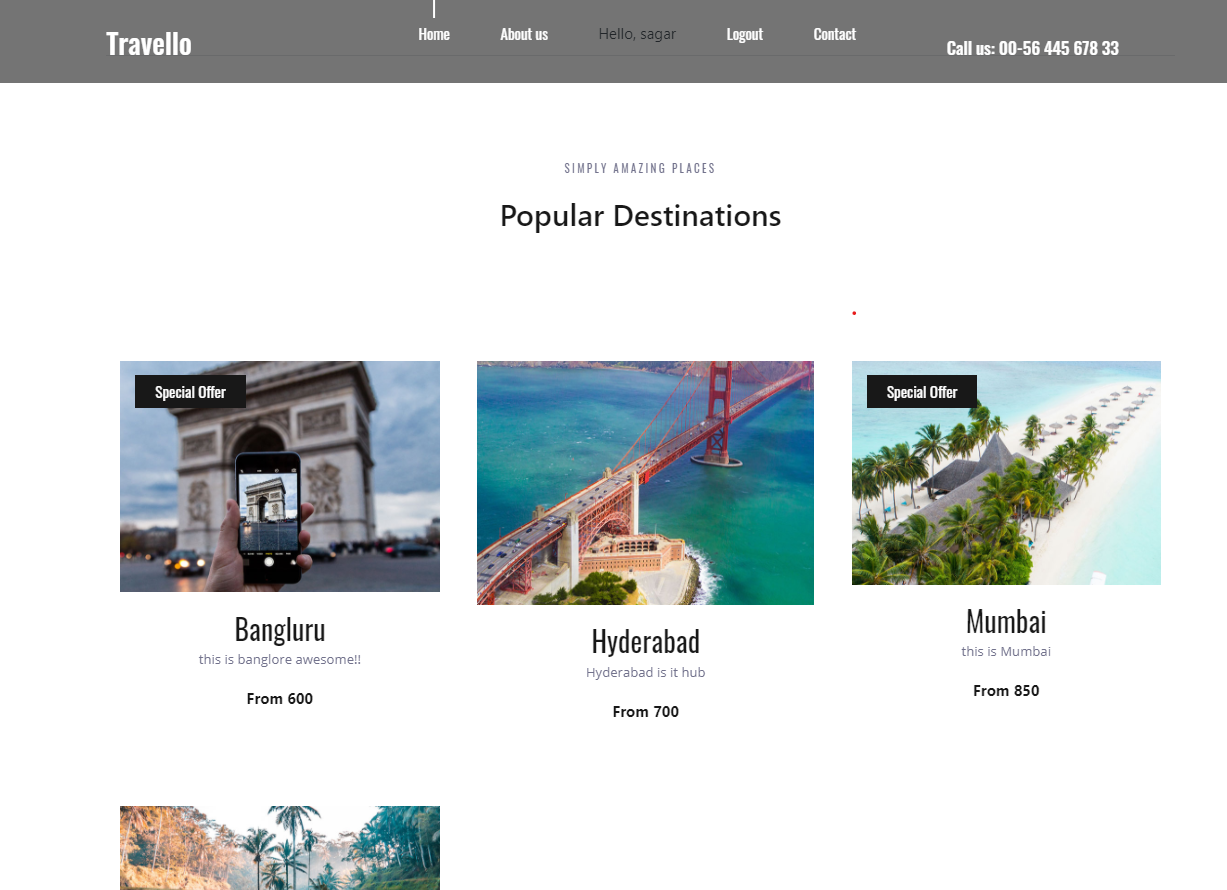 Travello
Home
About us
Hello, sagar
Logout
Contact
Call us: 00-56 445 678 33
SIMPLY AMAZING PLACES
Popular Destinations
Special Offer
Special Offer
Bangluru
this is banglore awesome!!
From 600
Hyderabad
Hyderabad is it hub
From 700
Mumbai
this is Mumbai
From 850